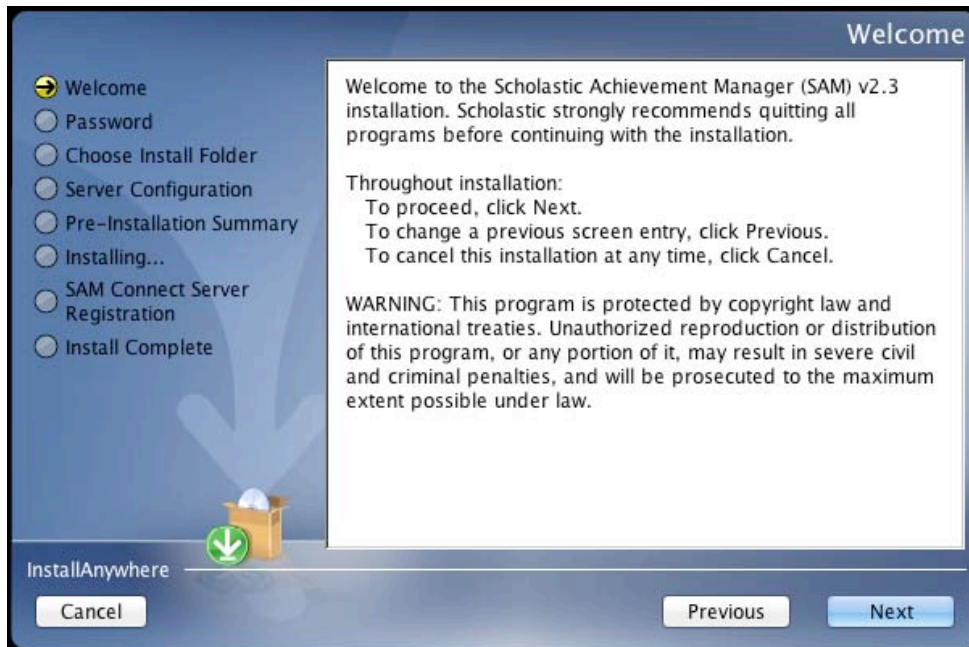 Welcome
Welcome
Password
Choose Install Folder
Server Configuration
Pre-Installation Summary
Installing...
SAM Connect Server
Registration
Install Complete
Welcome to the Scholastic Achievement Manager (SAM) v2.3
installation. Scholastic strongly recommends quitting all
programs before continuing with the installation.
Throughout installation:
To proceed, click Next.
To change a previous screen entry, click Previous.
To cancel this installation at any time, click Cancel.
WARNING: This program is protected by copyright law and
international treaties. Unauthorized reproduction or distribution
of this program, or any portion of it, may result in severe civil
and criminal penalties, and will be prosecuted to the maximum
extent possible under law.
InstallAnywhere
Cancel
Previous
Next